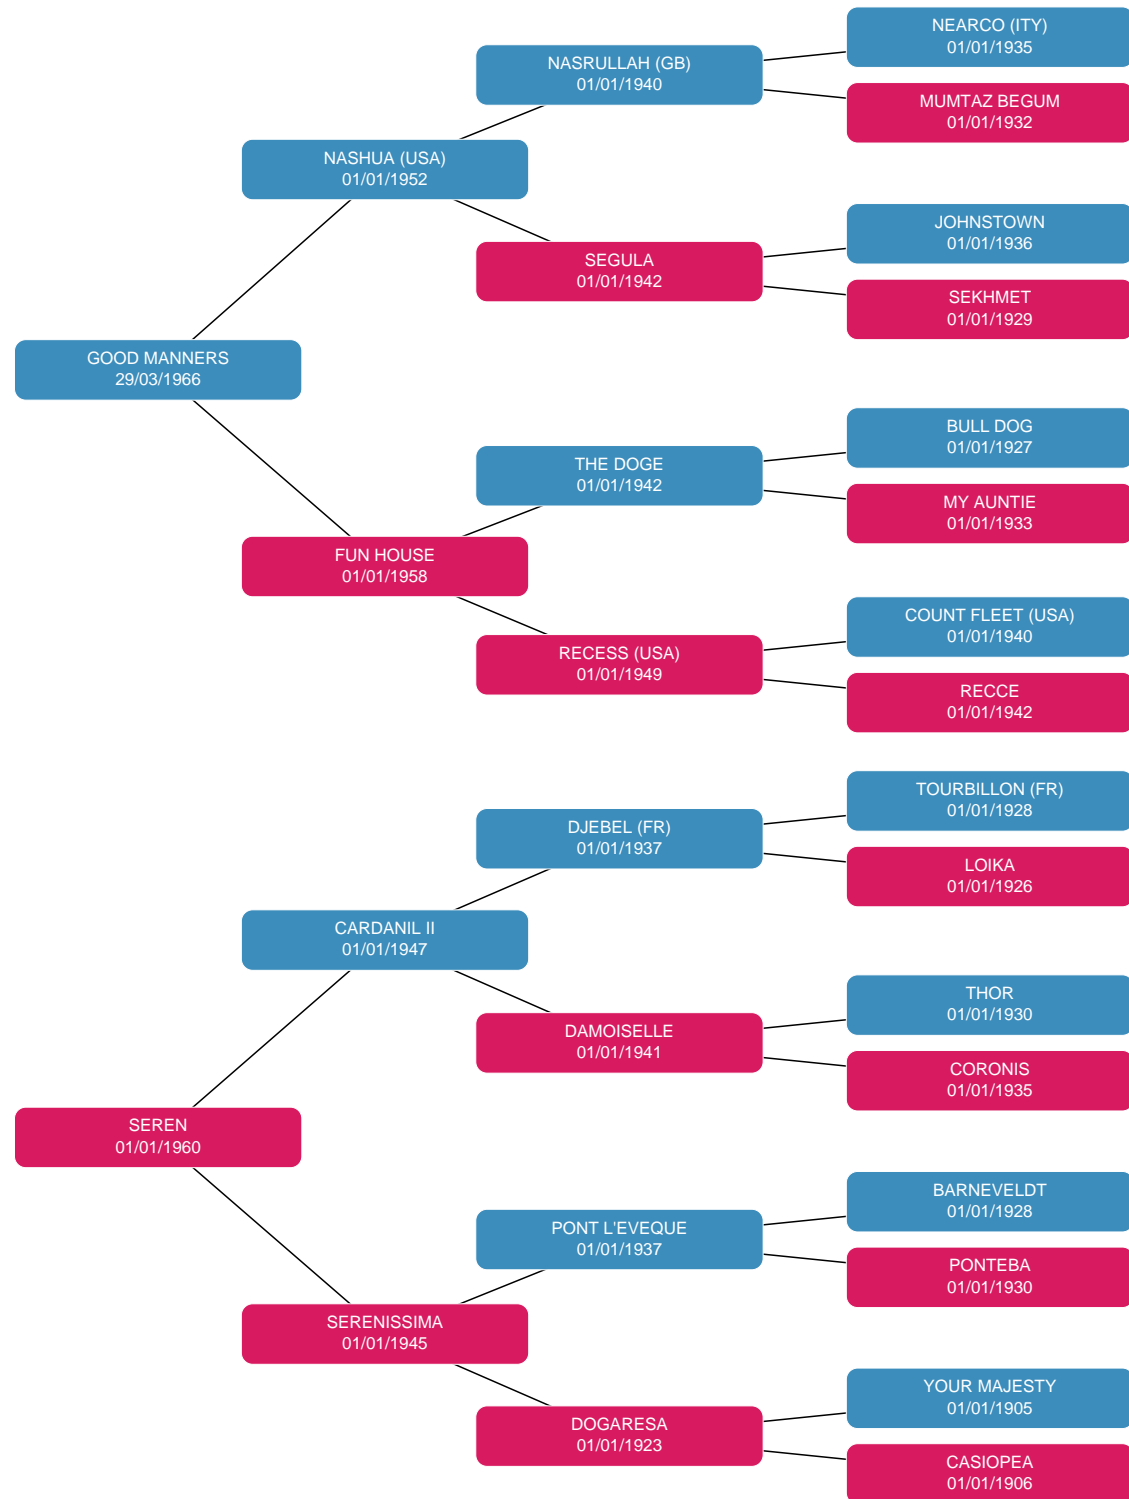 NEARCO (ITY)
01/01/1935
NASRULLAH (GB)
01/01/1940
MUMTAZ BEGUM
01/01/1932
NASHUA (USA)
01/01/1952
JOHNSTOWN
01/01/1936
SEGULA
01/01/1942
SEKHMET
01/01/1929
GOOD MANNERS
29/03/1966
BULL DOG
01/01/1927
THE DOGE
01/01/1942
MY AUNTIE
01/01/1933
FUN HOUSE
01/01/1958
COUNT FLEET (USA)
01/01/1940
RECESS (USA)
01/01/1949
RECCE
01/01/1942
TOURBILLON (FR)
01/01/1928
DJEBEL (FR)
01/01/1937
LOIKA
01/01/1926
CARDANIL II
01/01/1947
THOR
01/01/1930
DAMOISELLE
01/01/1941
CORONIS
01/01/1935
SEREN
01/01/1960
BARNEVELDT
01/01/1928
PONT L'EVEQUE
01/01/1937
PONTEBA
01/01/1930
SERENISSIMA
01/01/1945
YOUR MAJESTY
01/01/1905
DOGARESA
01/01/1923
CASIOPEA
01/01/1906